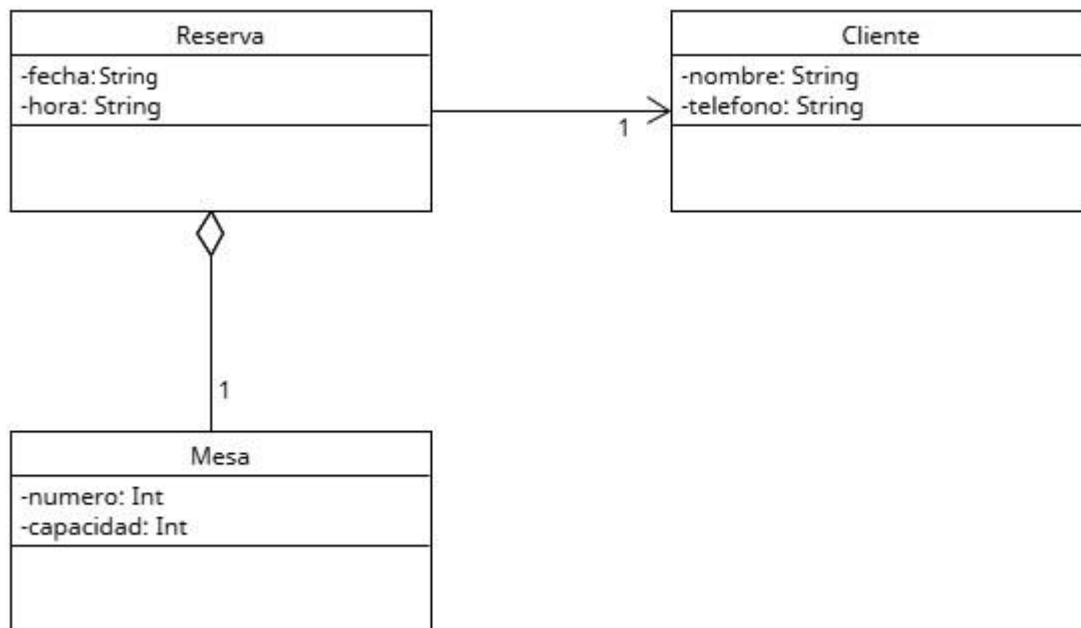 Reserva
-fecha: String
-hora: String
Cliente
-nombre: String
-telefono: String
1
1
Mesa
-numero: Int
-capacidad: Int